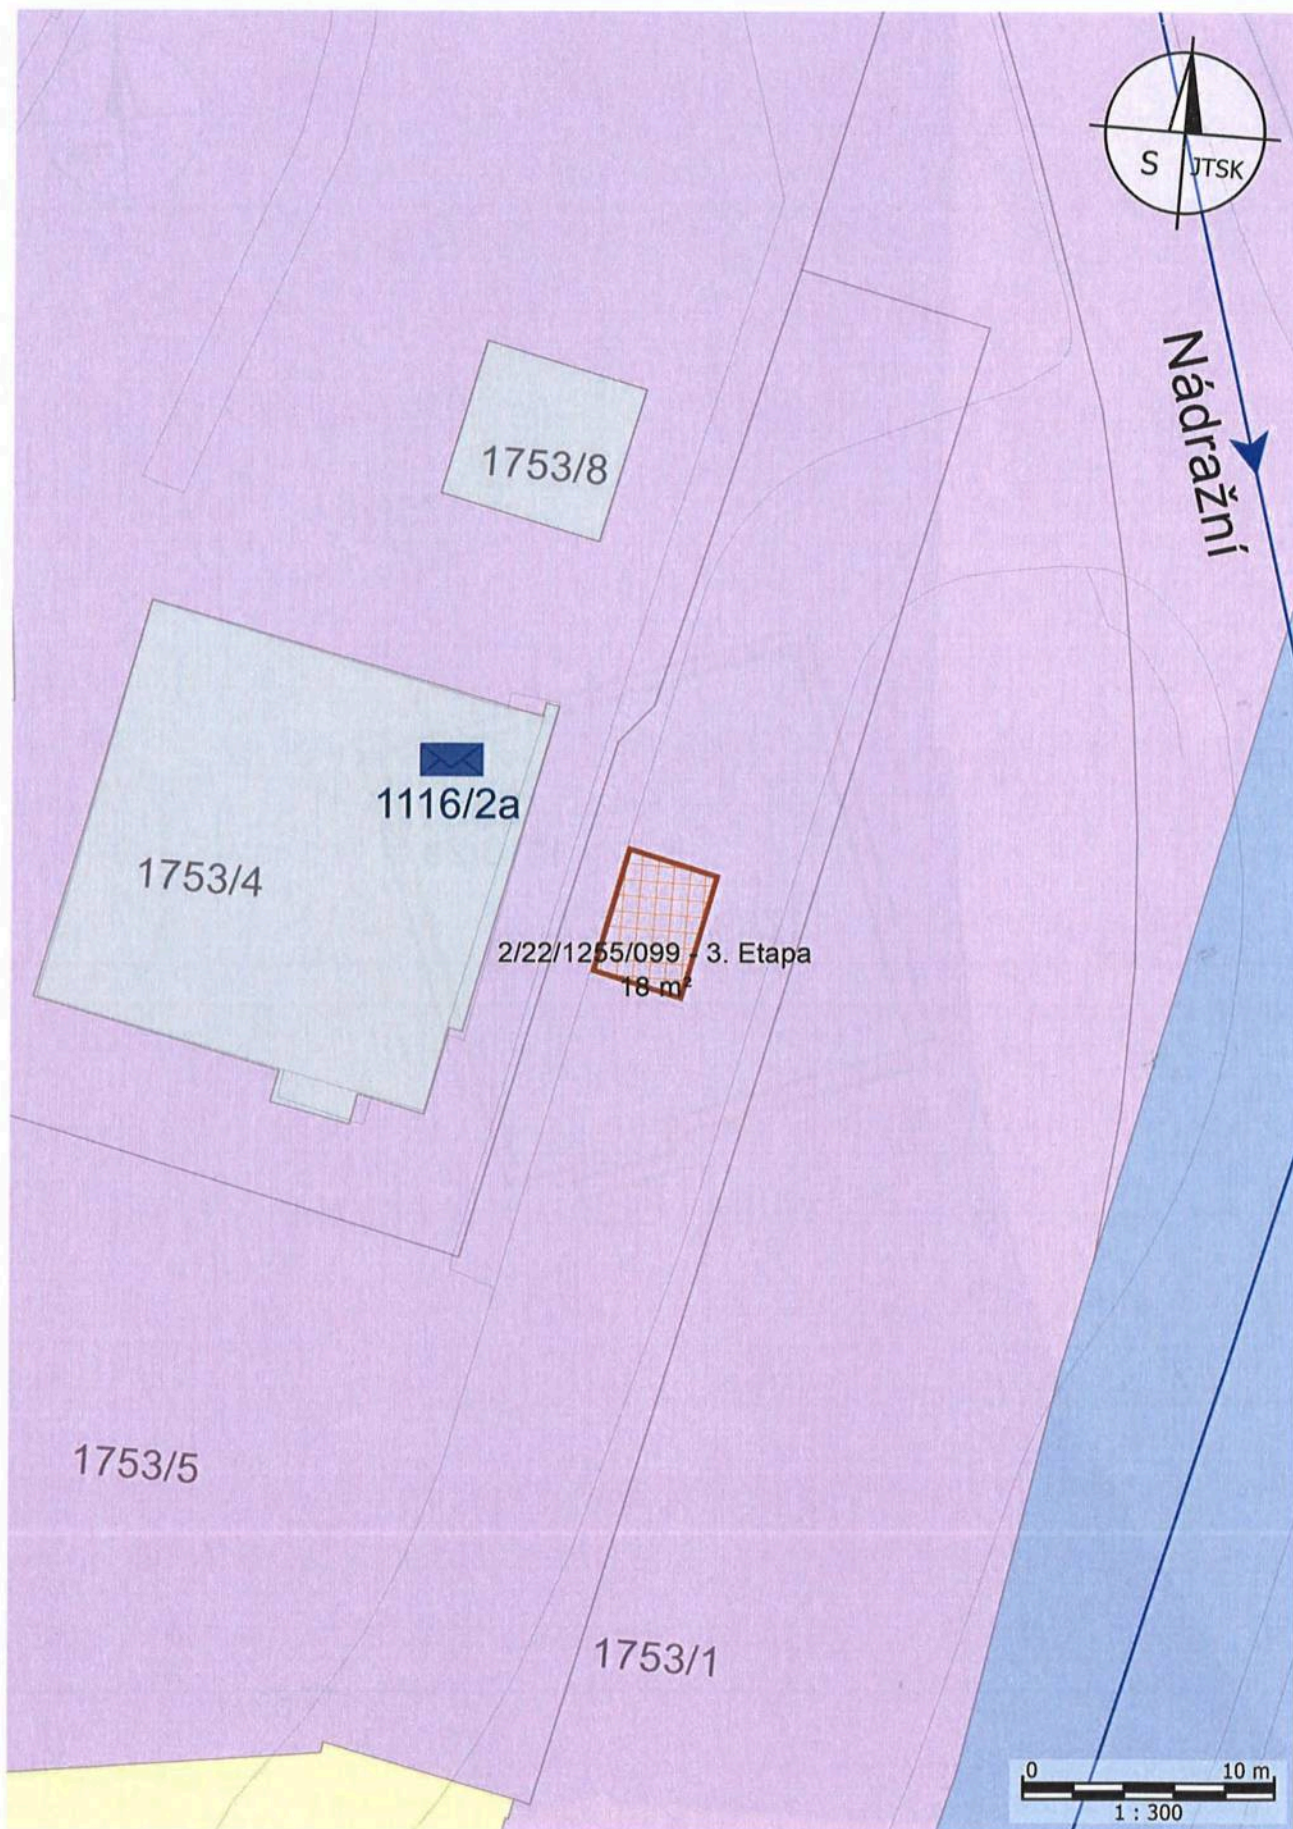 S JTSK
Nádražní
1753/8
1116/2a
1753/4
2/22/1255/099 - 3. Etapa
18 m²
1753/5
1753/1
0 10 m
1 : 300